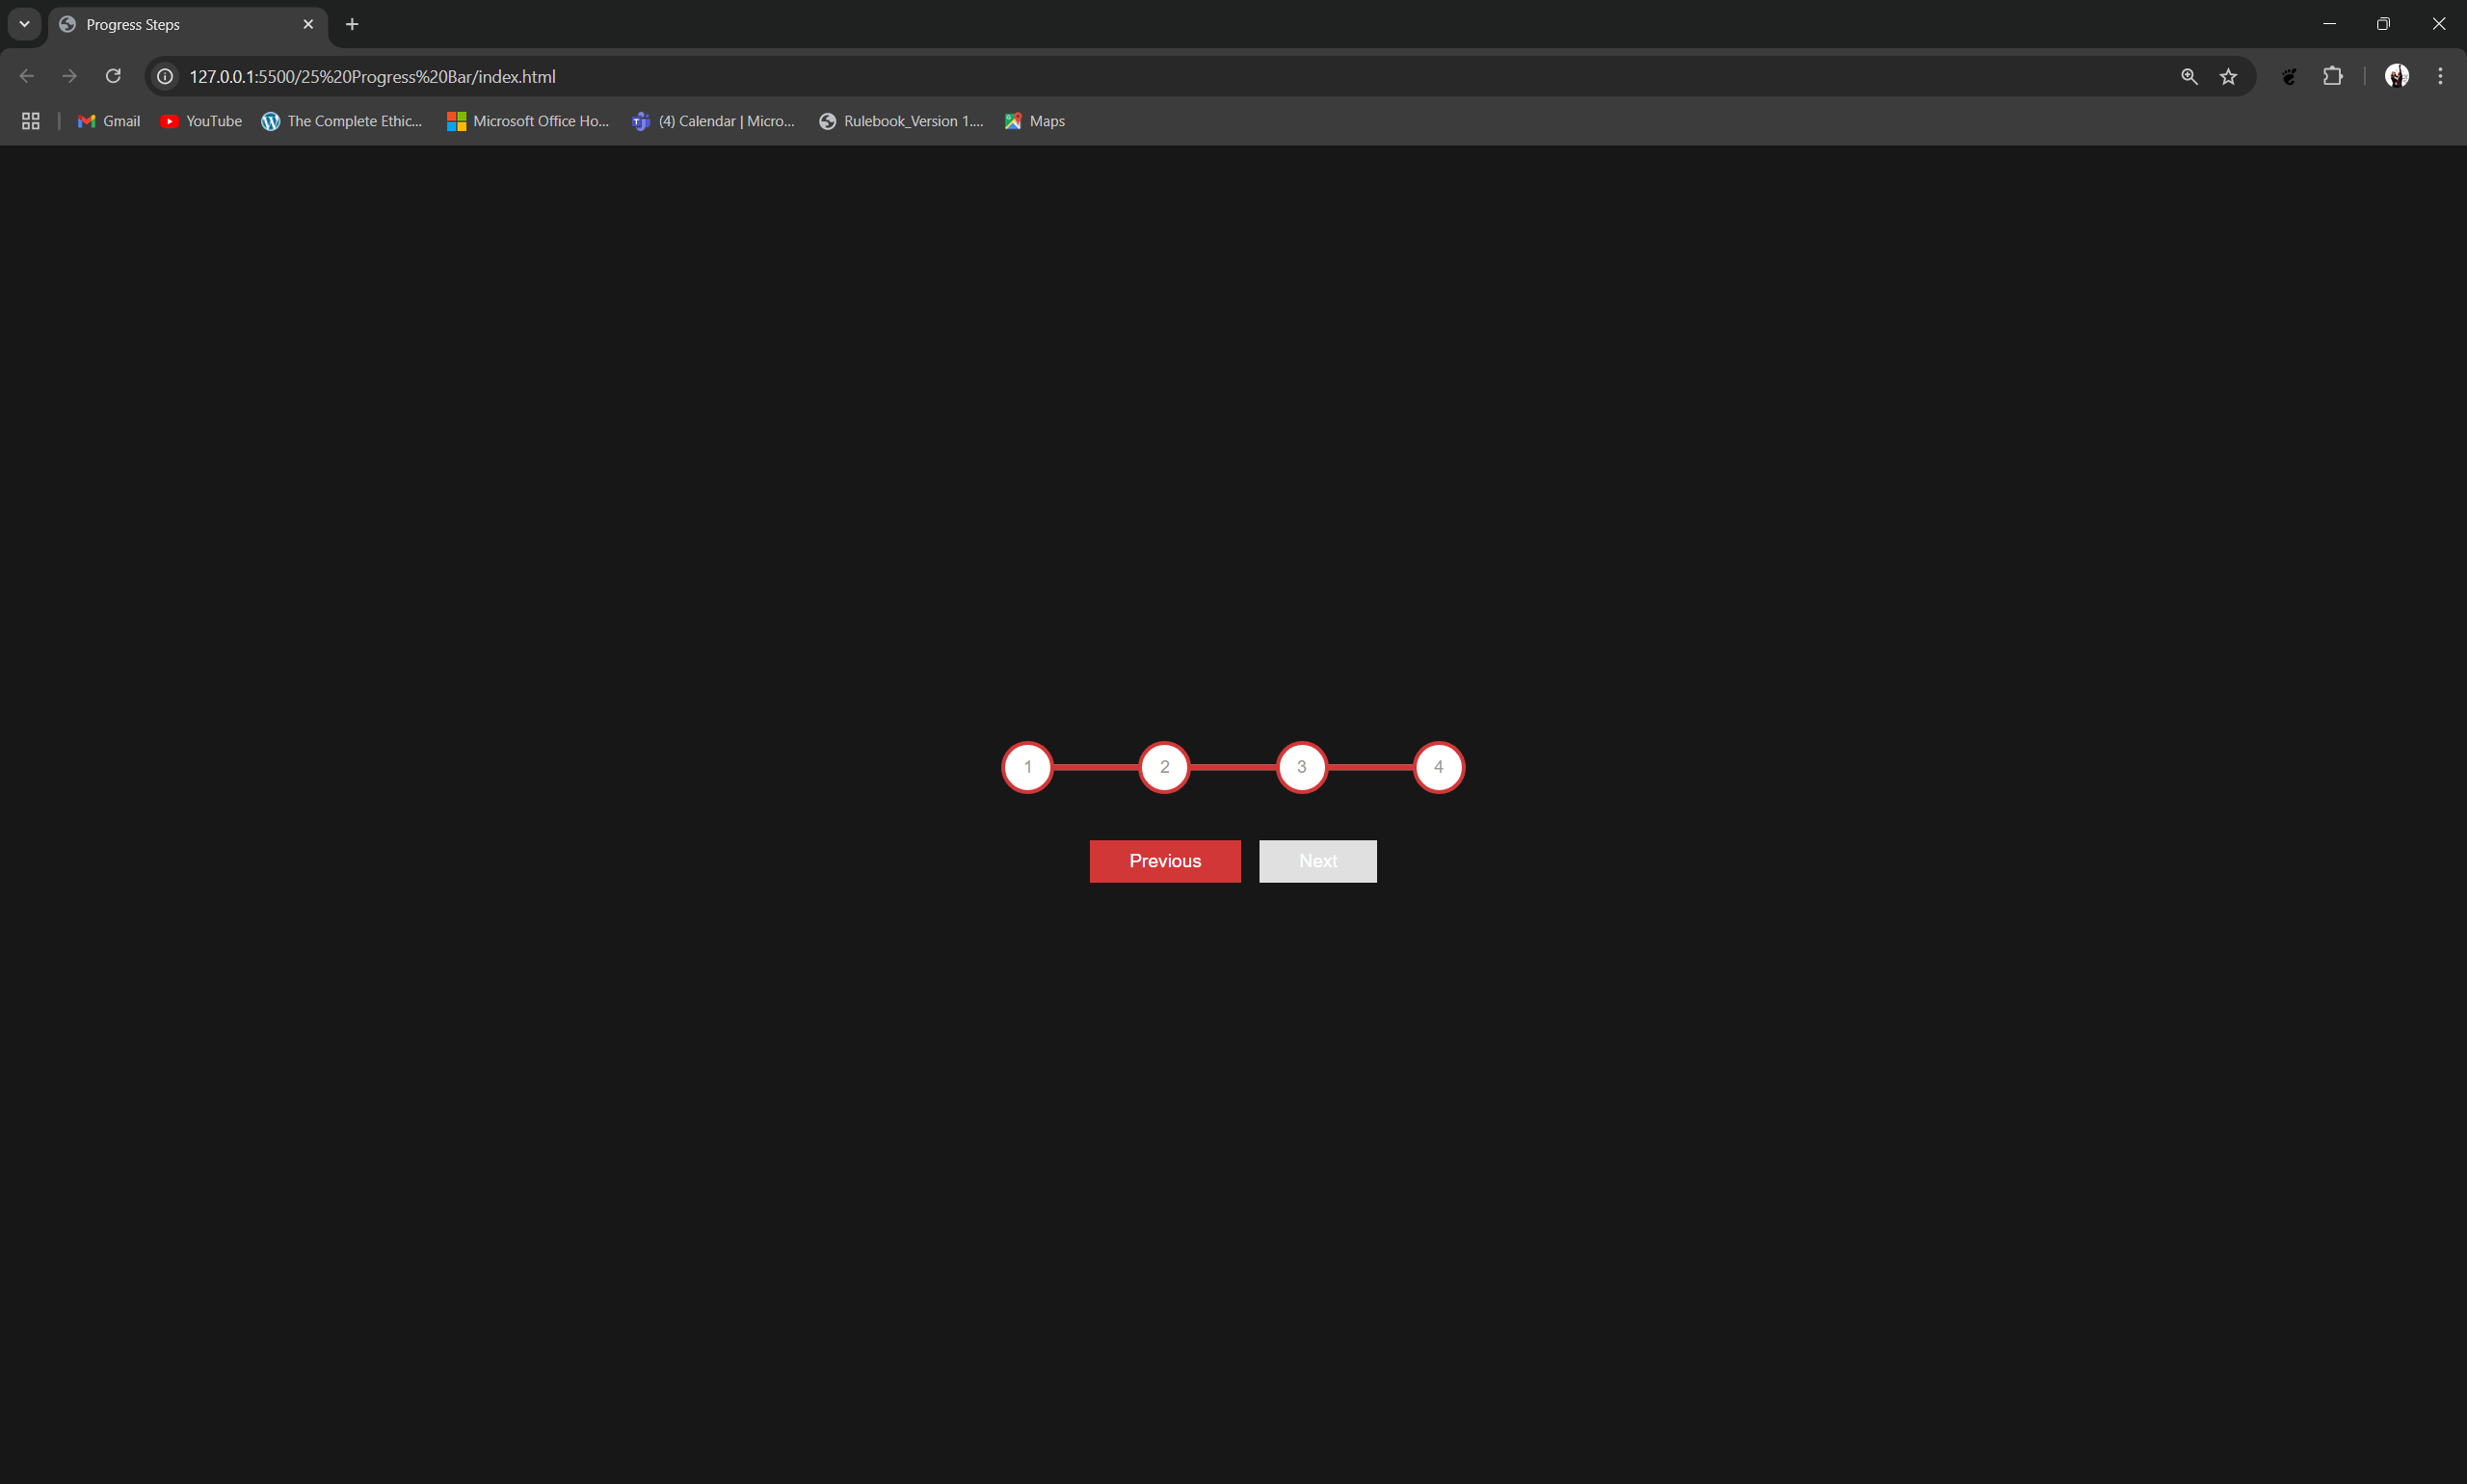 Progress Steps
127.0.0.1:5500/25%20Progress%20Bar/index.html
Gmail YouTube The Complete Ethic... Microsoft Office Ho... (4) Calendar | Micro... Rulebook_Version 1.... Maps
1 2 3 4
Previous Next